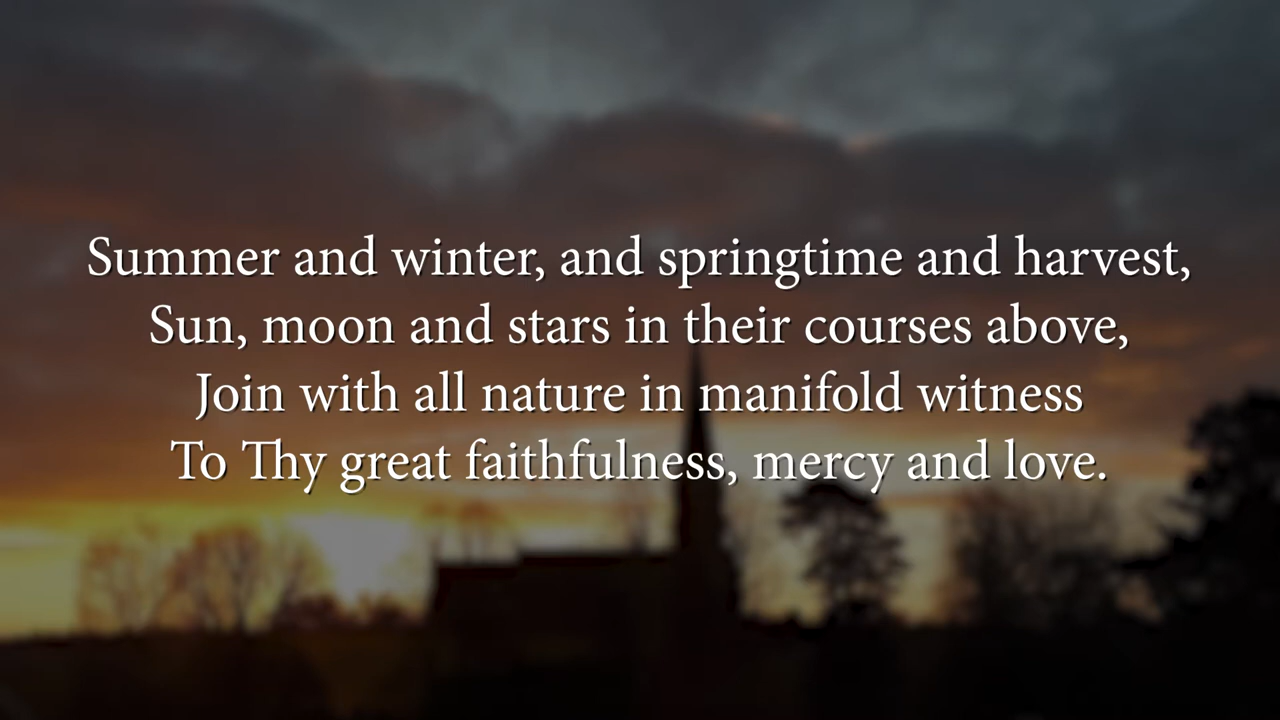 Summer and winter, and springtime and harvest,
Sun, moon and stars in their courses above,
Join with all nature in manifold witness
To Thy great faithfulness, mercy and love.